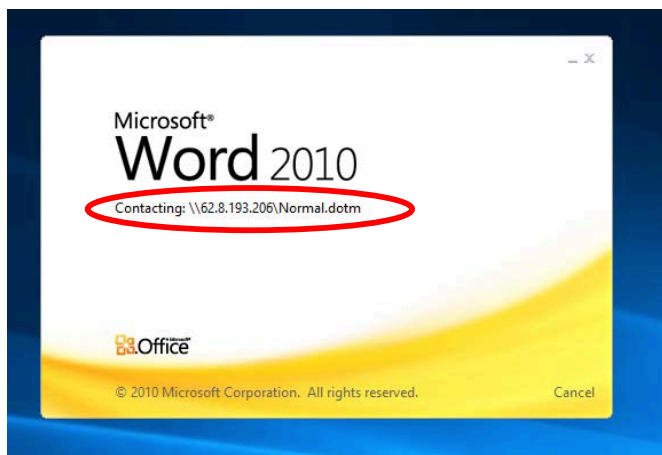 Microsoft®
Word 2010
Contacting: \\62.8.193.206\Normal.dotm
Office
© 2010 Microsoft Corporation. All rights reserved.
Cancel